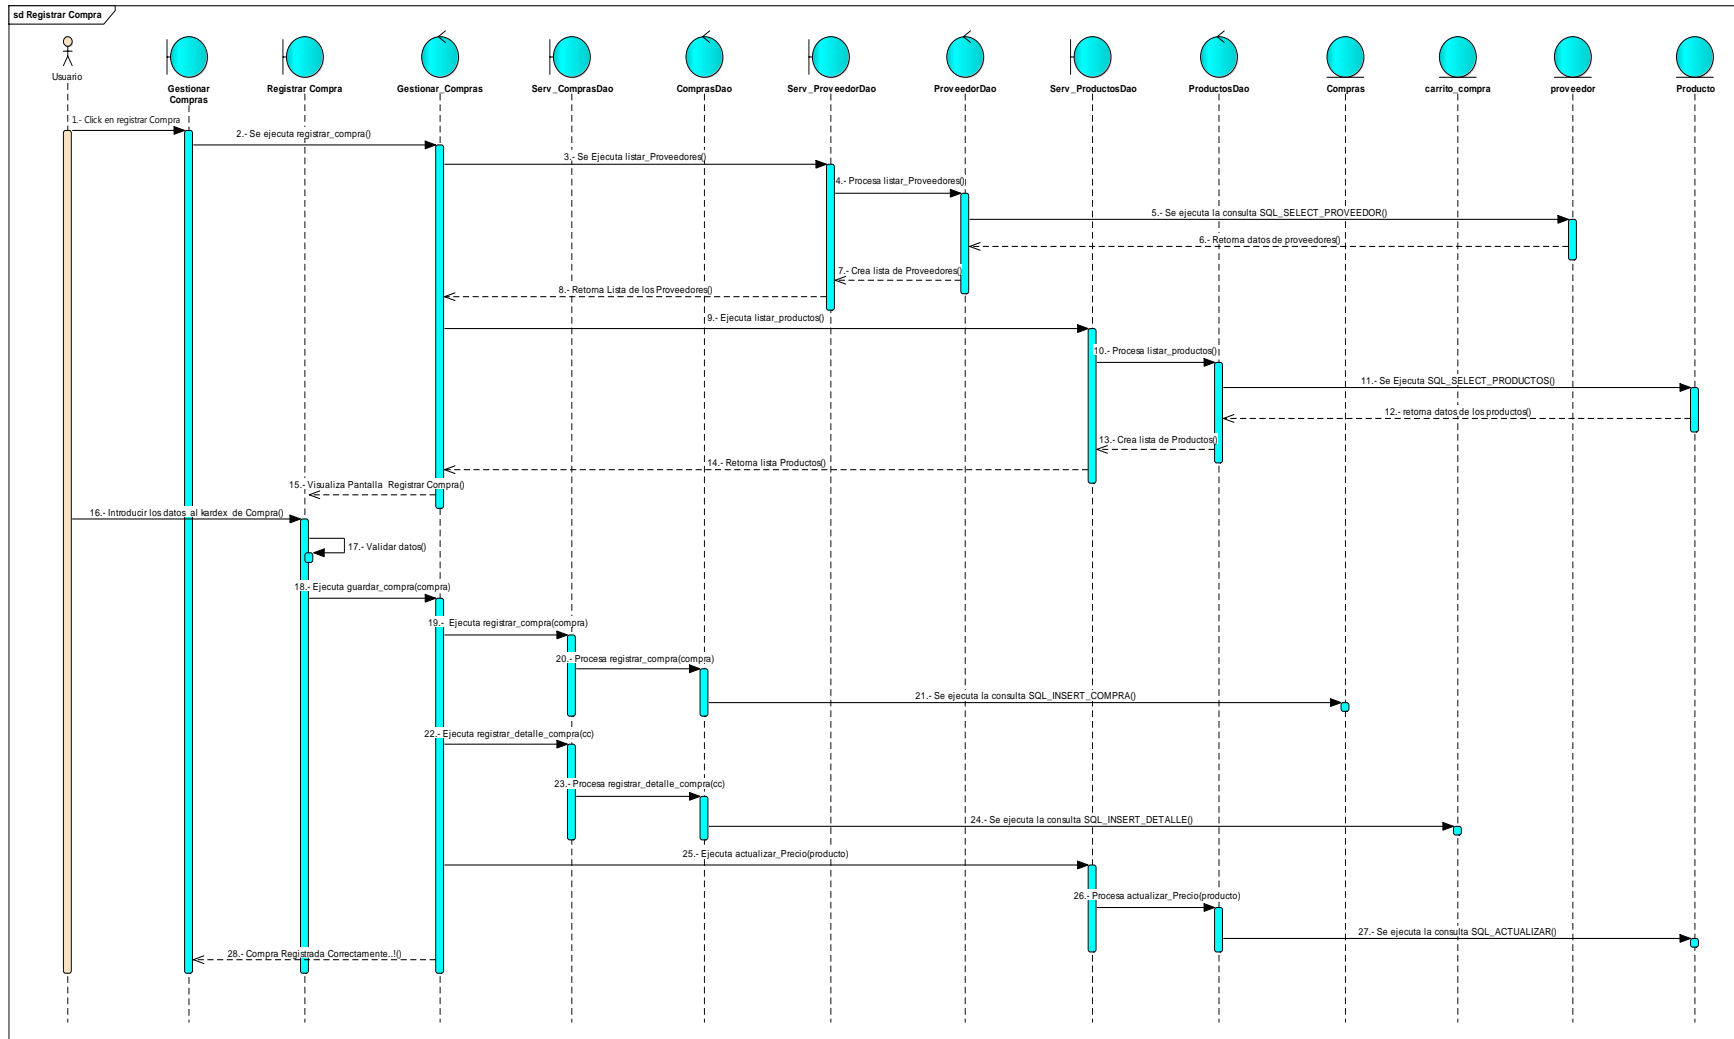 sd Registrar Compra
Usuario
Gestionar
Compras
Registrar Compra
Gestionar_Compras
Serv_ComprasDao
ComprasDao
Serv_ProveedorDao
ProveedorDao
Serv_ProductosDao
ProductosDao
Compras
carrito_compra
proveedor
Producto
1.- Click en registrar Compra
2.- Se ejecuta registrar_compra()
3.- Se Ejecuta listar_Proveedores()
4.- Procesa listar_Proveedores()
5.- Se ejecuta la consulta SQL_SELECT_PROVEEDOR()
6.- Retorna datos de proveedores()
7.- Crea lista de Proveedores()
8.- Retorna Lista de los Proveedores()
9.- Ejecuta listar_productos()
10.- Procesa listar_productos()
11.- Se Ejecuta SQL_SELECT_PRODUCTOS()
12.- retorna datos de los productos()
13.- Crea lista de Productos()
14.- Retorna lista Productos()
15.- Visualiza Pantalla  Registrar Compra()
16.- Introducir los datos  al kardex  de Compra()
17.- Validar datos()
18.- Ejecuta guardar_compra(compra)
19.-  Ejecuta registrar_compra(compra)
20.- Procesa registrar_compra(compra)
21.- Se ejecuta la consulta SQL_INSERT_COMPRA()
22.- Ejecuta registrar_detalle_compra(cc)
23.- Procesa registrar_detalle_compra(cc)
24.- Se ejecuta la consulta SQL_INSERT_DETALLE()
25.- Ejecuta actualizar_Precio(producto)
26.- Procesa actualizar_Precio(producto)
27.- Se ejecuta la consulta SQL_ACTUALIZAR()
28.- Compra Registrada Correctamente..!()